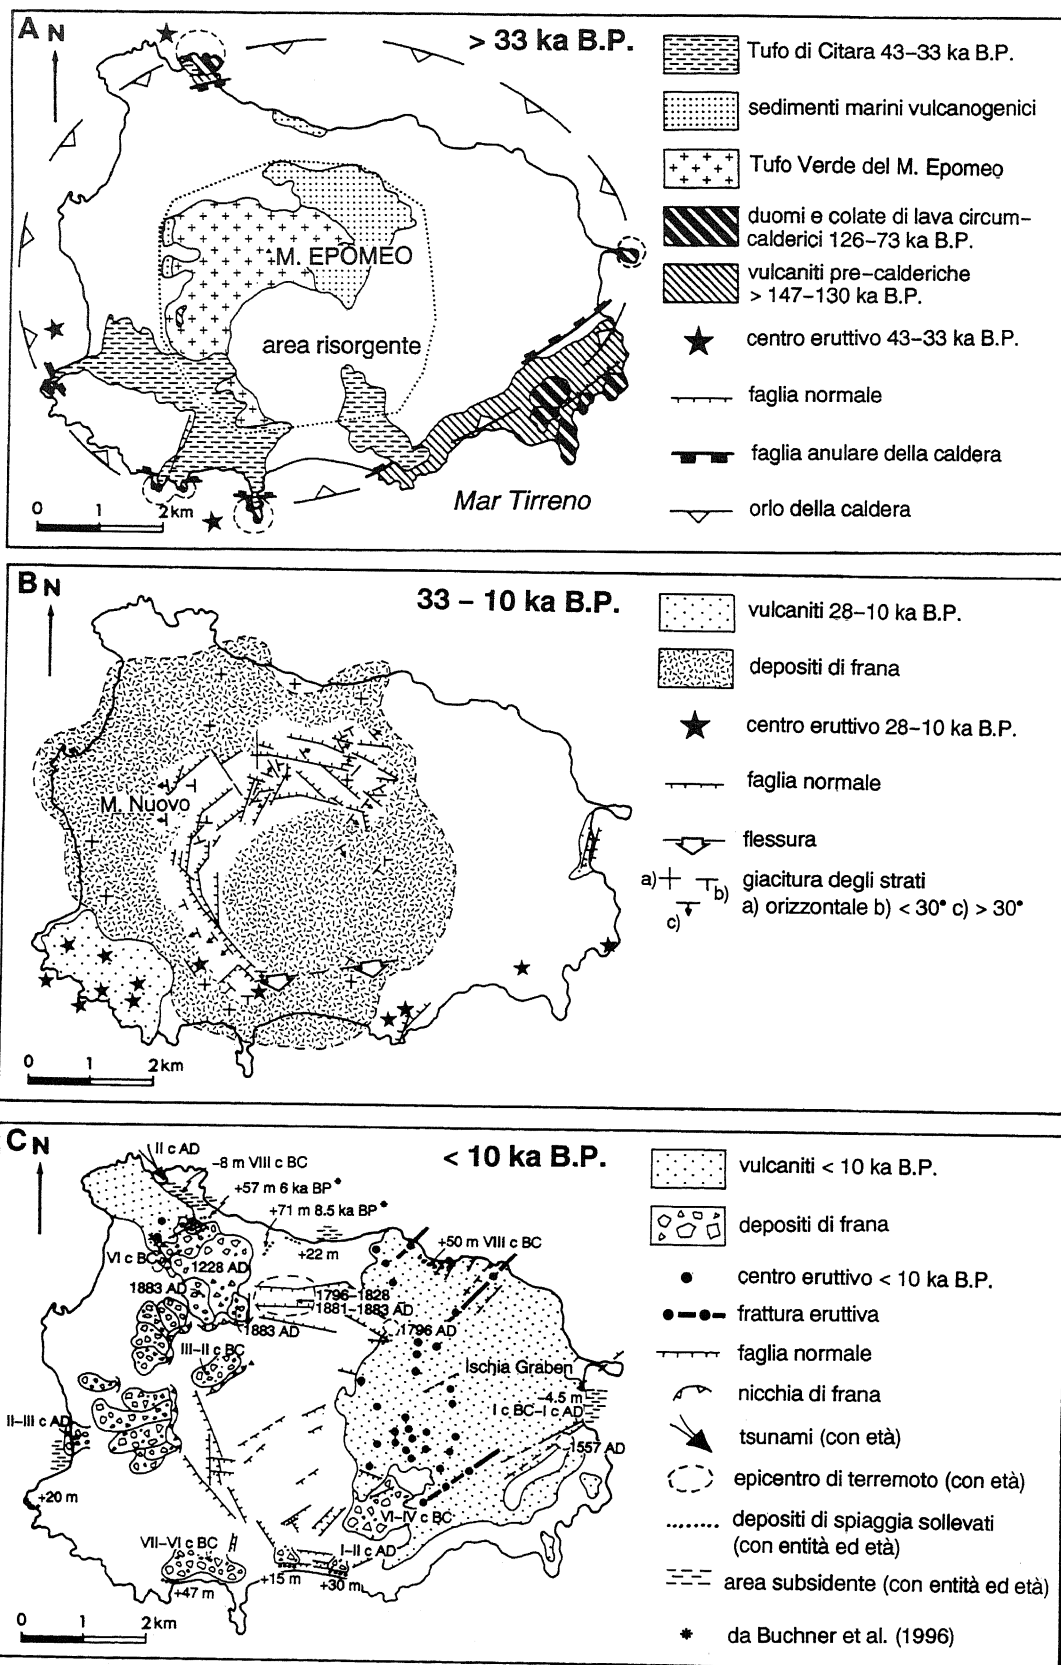 A N
> 33 ka B.P.
Tufo di Citara 43–33 ka B.P.
sedimenti marini vulcanogenici
Tufo Verde del M. Epomeo
duomi e colate di lava circum–
calderici 126–73 ka B.P.
vulcaniti pre–calderiche
> 147–130 ka B.P.
centro eruttivo 43–33 ka B.P.
faglia normale
faglia anulare della caldera
orlo della caldera
M. EPOMEO
area risorgente
Mar Tirreno
0 1 2 km
B N
33 – 10 ka B.P.
vulcaniti 28–10 ka B.P.
depositi di frana
centro eruttivo 28–10 ka B.P.
faglia normale
flessura
a) b) giacitura degli strati
c) a) orizzontale b) < 30° c) > 30°
M. Nuovo
0 1 2 km
C N
< 10 ka B.P.
vulcaniti < 10 ka B.P.
depositi di frana
centro eruttivo < 10 ka B.P.
frattura eruttiva
faglia normale
nicchia di frana
tsunami (con età)
epicentro di terremoto (con età)
depositi di spiaggia sollevati
(con entità ed età)
area subsidente (con entità ed età)
* da Buchner et al. (1996)
II c AD
–8 m VIII c BC
+57 m 6 ka BP*
+71 m 8.5 ka BP*
+22 m
+50 m VIII c BC
VI c BC
1228 AD
1883 AD
1796–1828
1881–1883 AD
1883 AD
1796 AD
III–II c BC
Ischia Graben
–4.5 m
I c BC–I c AD
II–III c AD
1557 AD
+20 m
VI–IV c BC
VII–VI c BC
I–II c AD
+15 m
+47 m
+30 m
0 1 2 km